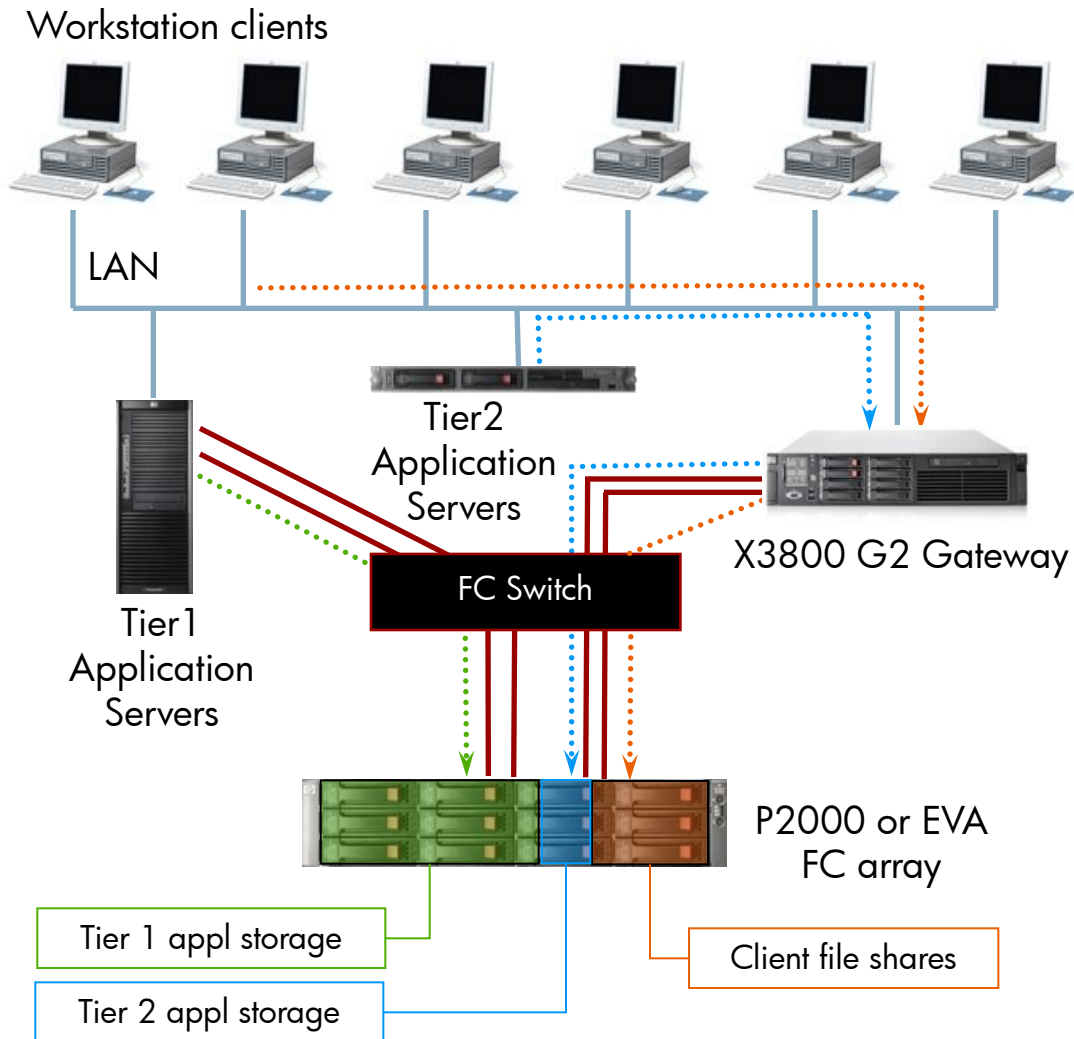 Workstation clients
LAN
Tier2
Application
Servers
X3800 G2 Gateway
FC Switch
Tier1
Application
Servers
P2000 or EVA
FC array
Tier 1 appl storage
Client file shares
Tier 2 appl storage